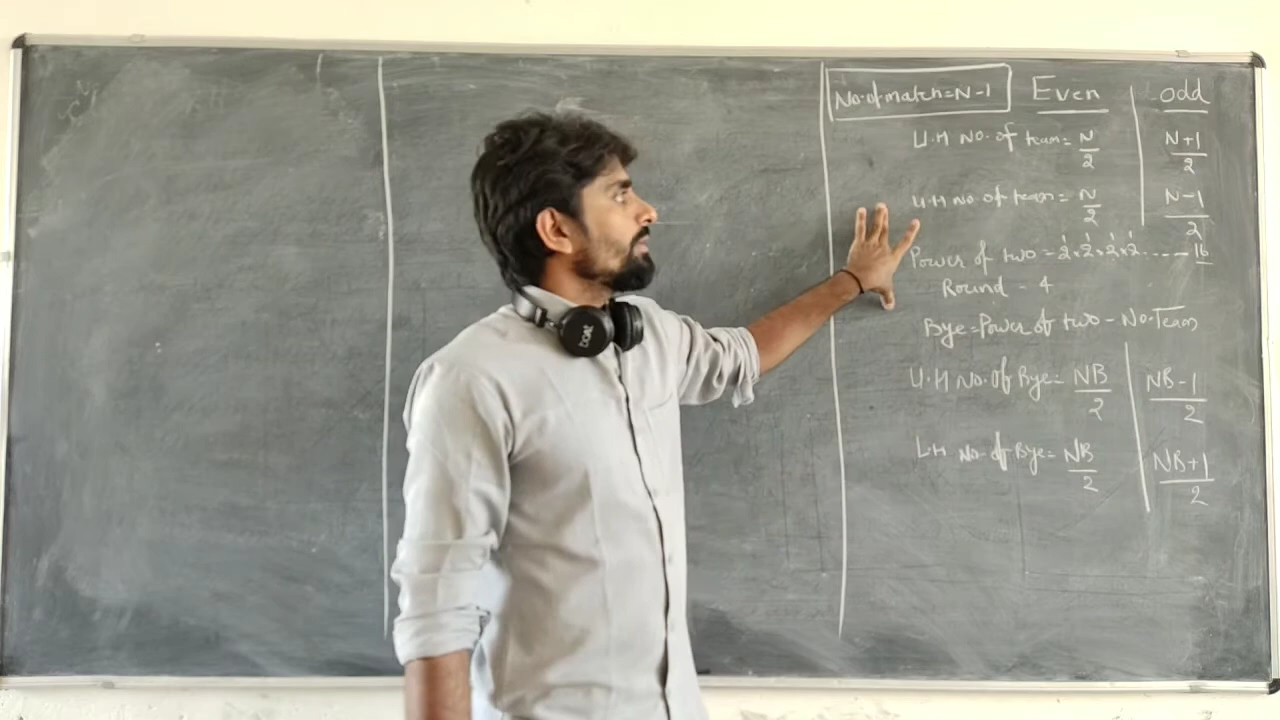 No. of match = N-1 Even odd
U.H No. of team = N/2 N+1/2
U.H No. of team = N/2 N-1/2
Power of two = 2×2×2×2.....- 16
Round - 4
Bye = Power of two - No. Team
U.H No. of Bye = NB/2 NB-1/2
L.H No. of Bye = NB/2 NB+1/2
boAt